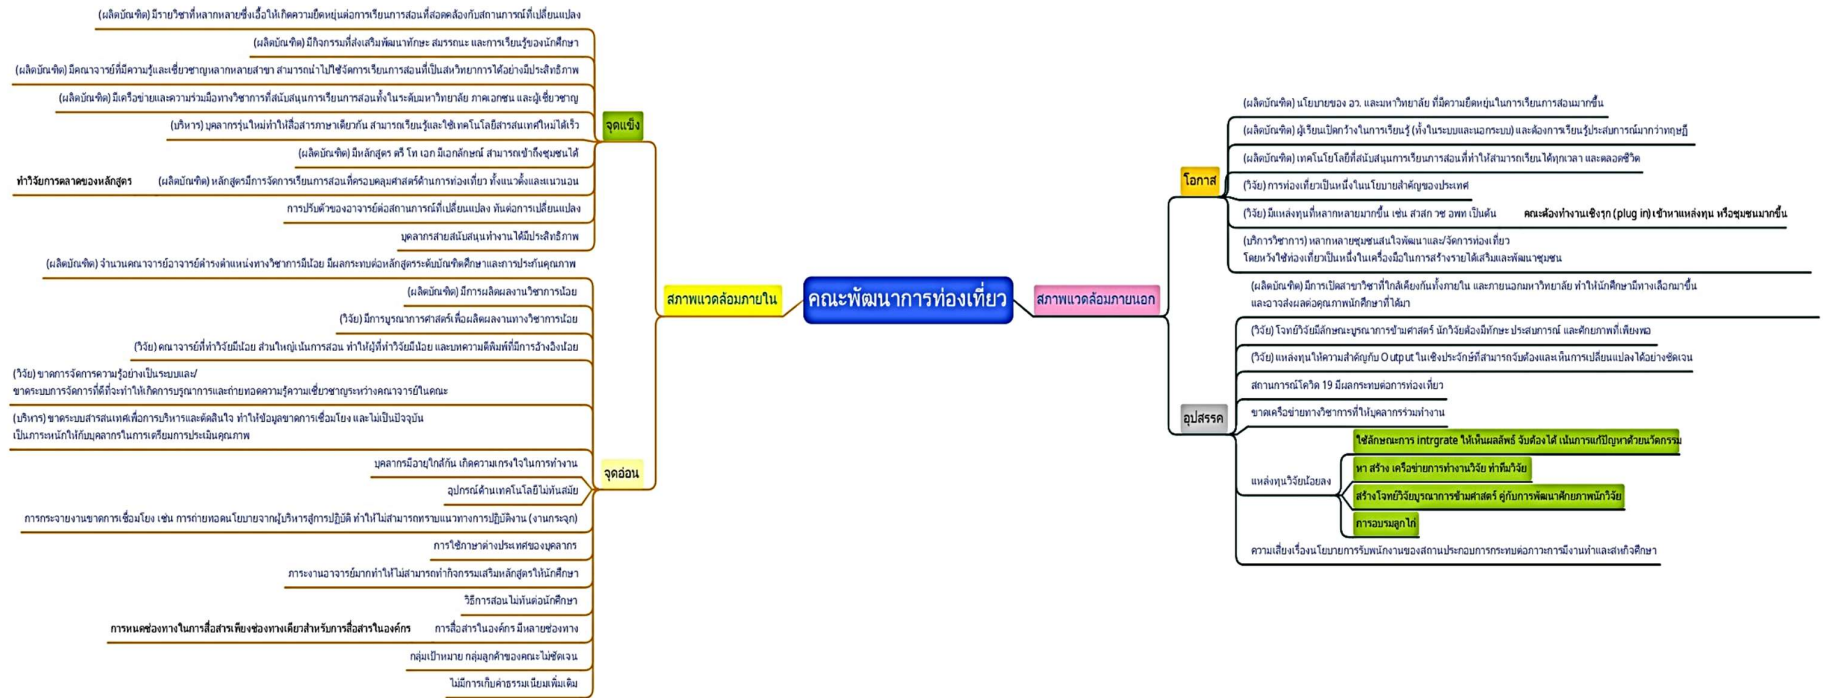 (ผลิตบัณฑิต) มีรายวิชาที่หลากหลายซึ่งเอื้อให้เกิดความยืดหยุ่นต่อการเรียนการสอนที่สอดคล้องกับสถานการณ์ที่เปลี่ยนแปลง
(ผลิตบัณฑิต) มีกิจกรรมที่ส่งเสริมพัฒนาทักษะ สมรรถนะ และการเรียนรู้ของนักศึกษา
(ผลิตบัณฑิต) มีคณาจารย์ที่มีความรู้และเชี่ยวชาญหลากหลายสาขา สามารถนำไปใช้จัดการเรียนการสอนที่เป็นสหวิทยาการได้อย่างมีประสิทธิภาพ
(ผลิตบัณฑิต) มีเครือข่ายและความร่วมมือทางวิชาการที่สนับสนุนการเรียนการสอนทั้งในระดับมหาวิทยาลัย ภาคเอกชน และผู้เชี่ยวชาญ
(บริหาร) บุคลากรรุ่นใหม่ทำให้สื่อสารภาษาเดียวกัน สามารถเรียนรู้และใช้เทคโนโลยีสารสนเทศใหม่ได้เร็ว
(ผลิตบัณฑิต) มีหลักสูตร ตรี โท เอก มีเอกลักษณ์ สามารถเข้าถึงชุมชนได้
ทำวิจัยการตลาดของหลักสูตร
(ผลิตบัณฑิต) หลักสูตรมีการจัดการเรียนการสอนที่ครอบคลุมศาสตร์ด้านการท่องเที่ยว ทั้งแนวตั้งและแนวนอน
การปรับตัวของอาจารย์ต่อสถานการณ์ที่เปลี่ยนแปลง ทันต่อการเปลี่ยนแปลง
บุคลากรสายสนับสนุนทำงานได้มีประสิทธิภาพ
จุดแข็ง
(ผลิตบัณฑิต) จำนวนคณาจารย์อาจารย์ดำรงตำแหน่งทางวิชาการมีน้อย มีผลกระทบต่อหลักสูตรระดับบัณฑิตศึกษาและการประกันคุณภาพ
(ผลิตบัณฑิต) มีการผลิตผลงานวิชาการน้อย
(วิจัย) มีการบูรณาการศาสตร์เพื่อผลิตผลงานทางวิชาการน้อย
(วิจัย) คณาจารย์ที่ทำวิจัยมีน้อย ส่วนใหญ่เน้นการสอน ทำให้ผู้ที่ทำวิจัยมีน้อย และบทความตีพิมพ์ที่มีการอ้างอิงน้อย
(วิจัย) ขาดการจัดการความรู้อย่างเป็นระบบและ/
ขาดระบบการจัดการที่ดีที่จะทำให้เกิดการบูรณาการและถ่ายทอดความรู้ความเชี่ยวชาญระหว่างคณาจารย์ในคณะ
(บริหาร) ขาดระบบสารสนเทศเพื่อการบริหารและตัดสินใจ ทำให้ข้อมูลขาดการเชื่อมโยง และไม่เป็นปัจจุบัน
เป็นภาระหนักให้กับบุคลากรในการเตรียมการประเมินคุณภาพ
บุคลากรมีอายุใกล้กัน เกิดความเกรงใจในการทำงาน
อุปกรณ์ด้านเทคโนโลยีไม่ทันสมัย
การกระจายงานขาดการเชื่อมโยง เช่น การถ่ายทอดนโยบายจากผู้บริหารสู่การปฏิบัติ ทำให้ไม่สามารถทราบแนวทางการปฏิบัติงาน (งานกระจุก)
การใช้ภาษาต่างประเทศของบุคลากร
ภาระงานอาจารย์มากทำให้ไม่สามารถทำกิจกรรมเสริมหลักสูตรให้นักศึกษา
วิธีการสอนไม่ทันต่อนักศึกษา
การหนดช่องทางในการสื่อสารเพียงช่องทางเดียวสำหรับการสื่อสารในองค์กร
การสื่อสารในองค์กร มีหลายช่องทาง
กลุ่มเป้าหมาย กลุ่มลูกค้าของคณะไม่ชัดเจน
ไม่มีการเก็บค่าธรรมเนียมเพิ่มเติม
จุดอ่อน
สภาพแวดล้อมภายใน
คณะพัฒนาการท่องเที่ยว
สภาพแวดล้อมภายนอก
โอกาส
(ผลิตบัณฑิต) นโยบายของ อว. และมหาวิทยาลัย ที่มีความยืดหยุ่นในการเรียนการสอนมากขึ้น
(ผลิตบัณฑิต) ผู้เรียนเปิดกว้างในการเรียนรู้ (ทั้งในระบบและนอกระบบ) และต้องการเรียนรู้ประสบการณ์มากว่าทฤษฎี
(ผลิตบัณฑิต) เทคโนโยโลยีที่สนับสนุนการเรียนการสอนที่ทำให้สามารถเรียนได้ทุกเวลา และตลอดชีวิต
(วิจัย) การท่องเที่ยวเป็นหนึ่งในนโยบายสำคัญของประเทศ
(วิจัย) มีแหล่งทุนที่หลากหลายมากขึ้น เช่น สวสก วช อพท เป็นต้น
คณะต้องทำงานเชิงรุก (plug in) เข้าหาแหล่งทุน หรือชุมชนมากขึ้น
(บริการวิชาการ) หลากหลายชุมชนสนใจพัฒนาและ/จัดการท่องเที่ยว
โดยหวังใช้ท่องเที่ยวเป็นหนึ่งในเครื่องมือในการสร้างรายได้เสริมและพัฒนาชุมชน
อุปสรรค
(ผลิตบัณฑิต) มีการเปิดสาขาวิชาที่ใกล้เคียงกันทั้งภายใน และภายนอกมหาวิทยาลัย ทำให้นักศึกษามีทางเลือกมาขึ้น
และอาจส่งผลต่อคุณภาพนักศึกษาที่ได้มา
(วิจัย) โจทย์วิจัยมีลักษณะบูรณาการข้ามศาสตร์ นักวิจัยต้องมีทักษะ ประสบการณ์ และศักยภาพที่เพียงพอ
(วิจัย) แหล่งทุนให้ความสำคัญกับ Output ในเชิงประจักษ์ที่สามารถจับต้องและเห็นการเปลี่ยนแปลงได้อย่างชัดเจน
สถานการณ์โควิด 19 มีผลกระทบต่อการท่องเที่ยว
ขาดเครือข่ายทางวิชาการที่ให้บุคลากรร่วมทำงาน
แหล่งทุนวิจัยน้อยลง
ใช้ลักษณะการ intrgrate ให้เห็นผลลัพธ์ จับต้องได้ เน้นการแก้ปัญหาด้วยนวัตกรรม
หา สร้าง เครือข่ายการทำงานวิจัย ทำทีมวิจัย
สร้างโจทย์วิจัยบูรณาการข้ามศาสตร์ คู่กับการพัฒนาศักยภาพนักวิจัย
การอบรมลูกไก่
ความเสี่ยงเรื่องนโยบายการรับพนักงานของสถานประกอบการกระทบต่อภาวะการมีงานทำและสหกิจศึกษา